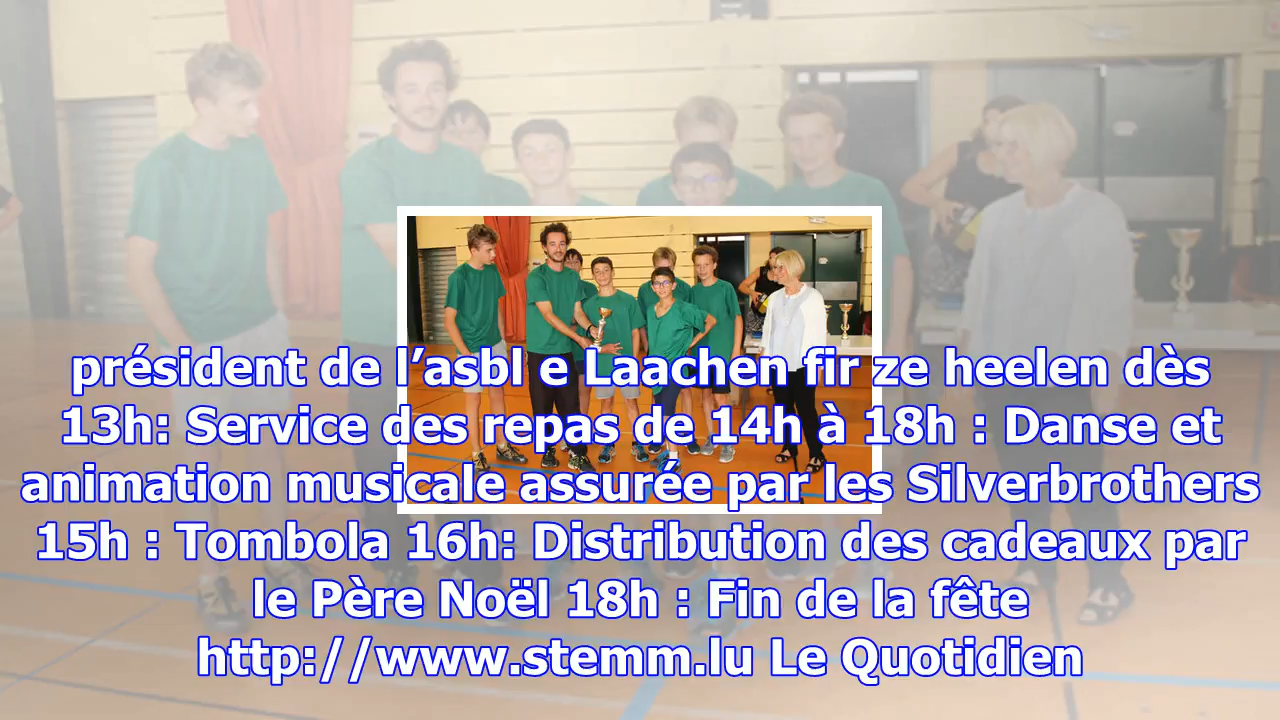 président de l’asbl e Laachen fir ze heelen dès
13h: Service des repas de 14h à 18h : Danse et
animation musicale assurée par les Silverbrothers
15h : Tombola 16h: Distribution des cadeaux par
le Père Noël 18h : Fin de la fête
http://www.stemm.lu Le Quotidien